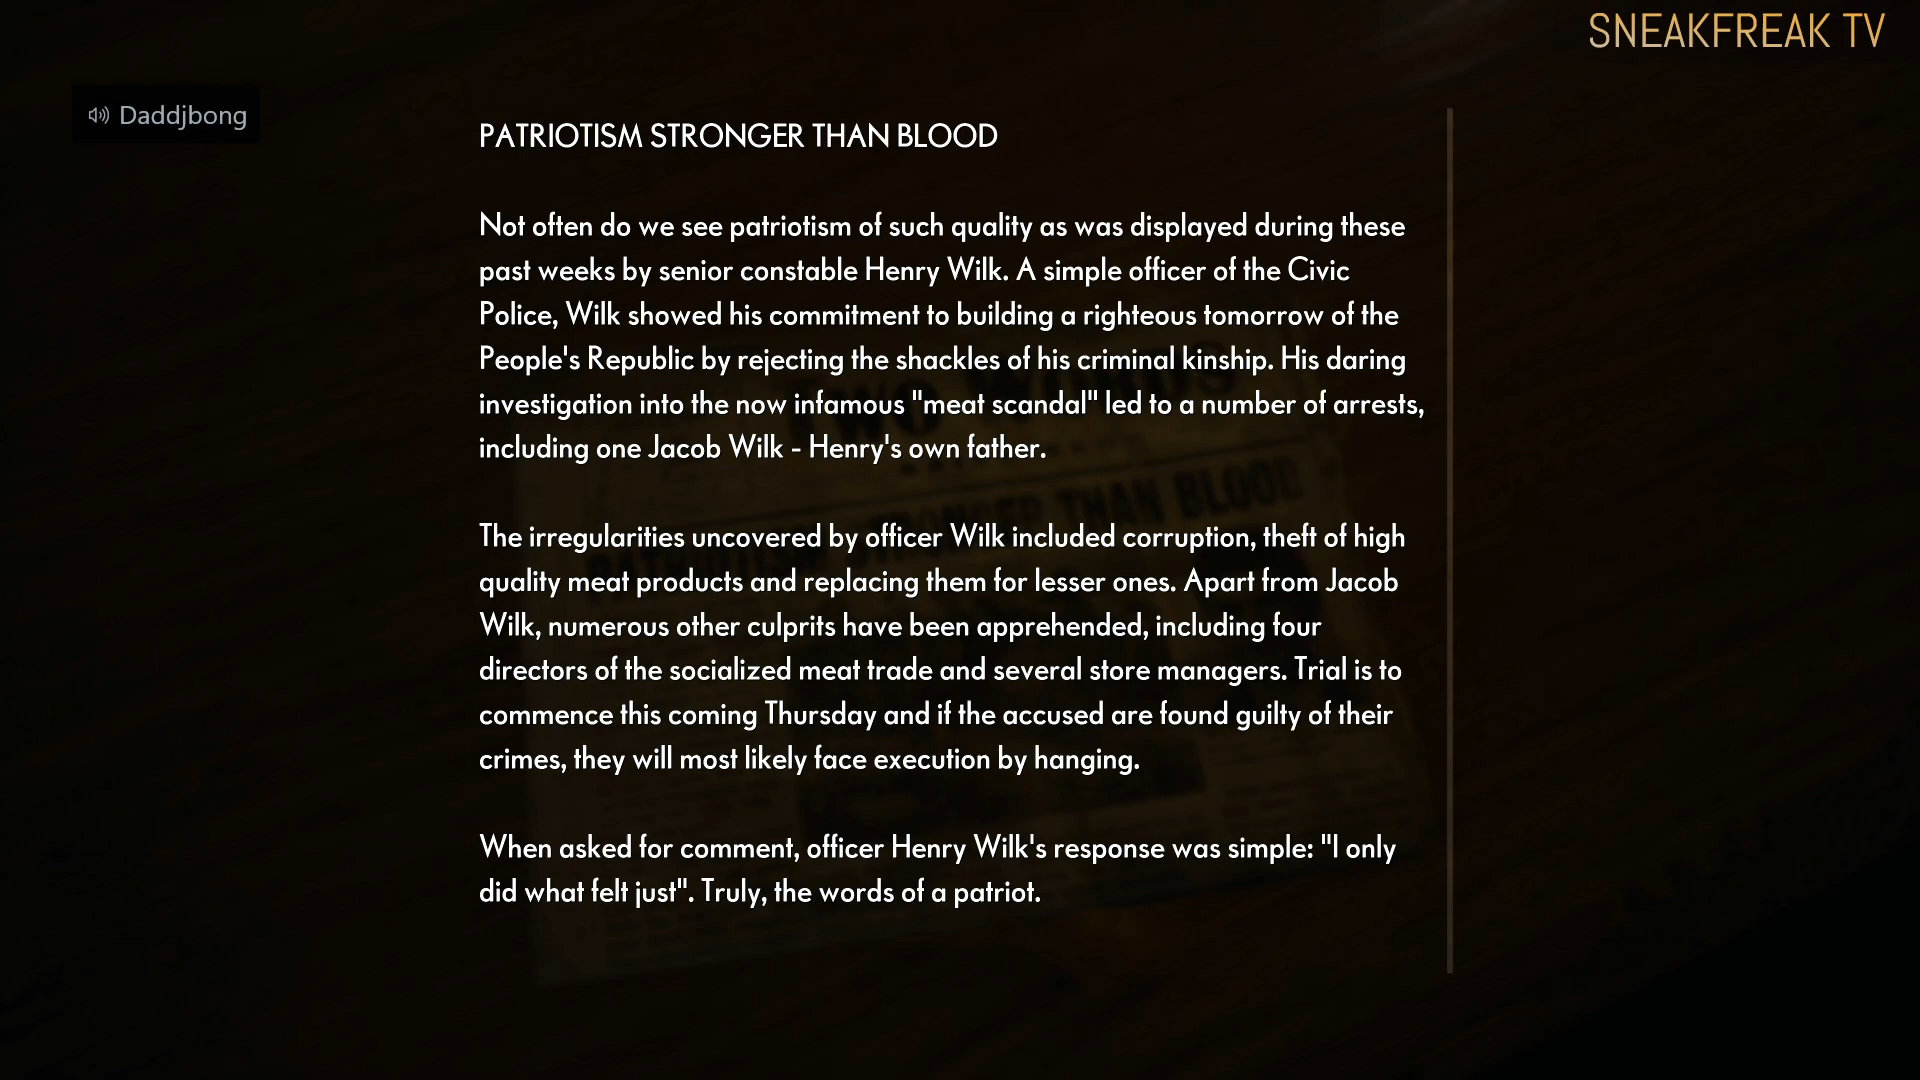 SNEAKFREAK TV
Daddjbong
PATRIOTISM STRONGER THAN BLOOD
Not often do we see patriotism of such quality as was displayed during these
past weeks by senior constable Henry Wilk. A simple officer of the Civic
Police, Wilk showed his commitment to building a righteous tomorrow of the
People's Republic by rejecting the shackles of his criminal kinship. His daring
investigation into the now infamous "meat scandal" led to a number of arrests,
including one Jacob Wilk - Henry's own father.
The irregularities uncovered by officer Wilk included corruption, theft of high
quality meat products and replacing them for lesser ones. Apart from Jacob
Wilk, numerous other culprits have been apprehended, including four
directors of the socialized meat trade and several store managers. Trial is to
commence this coming Thursday and if the accused are found guilty of their
crimes, they will most likely face execution by hanging.
When asked for comment, officer Henry Wilk's response was simple: "I only
did what felt just". Truly, the words of a patriot.